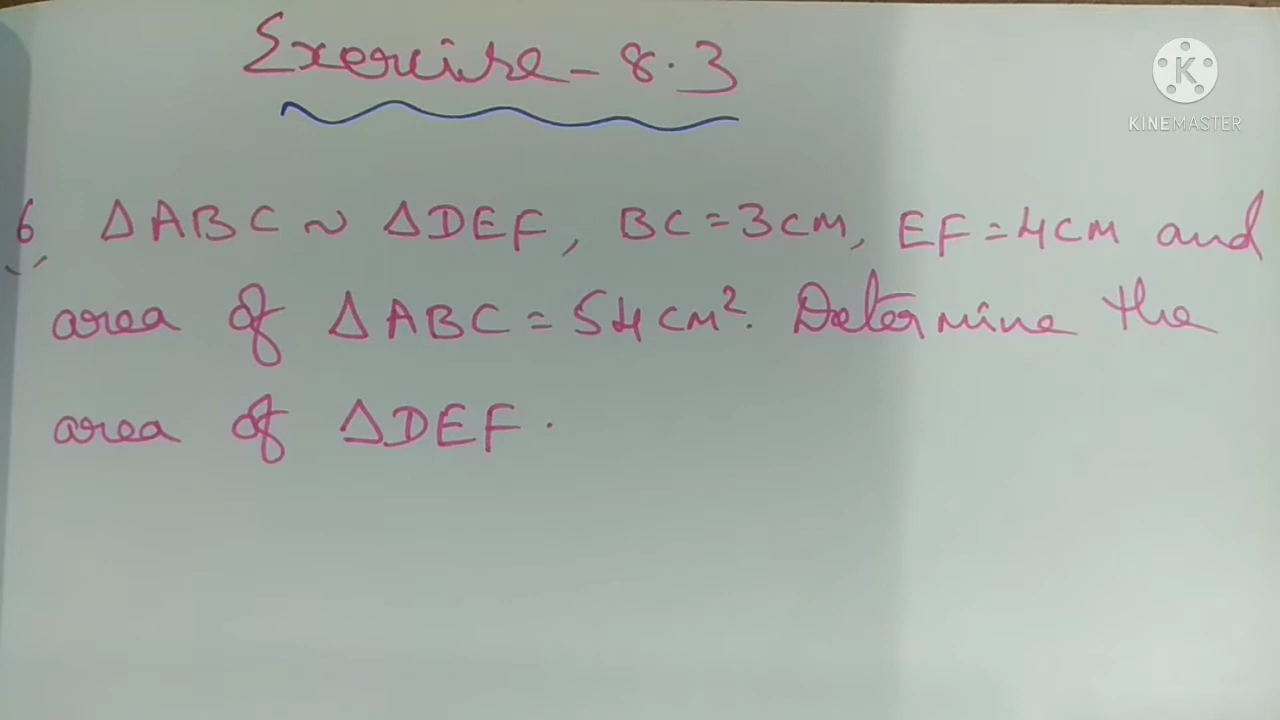 Exercise - 8.3
KINEMASTER
6, ΔABC ~ ΔDEF, BC = 3CM, EF = 4CM and
area of ΔABC = 54CM². Determine the
area of ΔDEF.